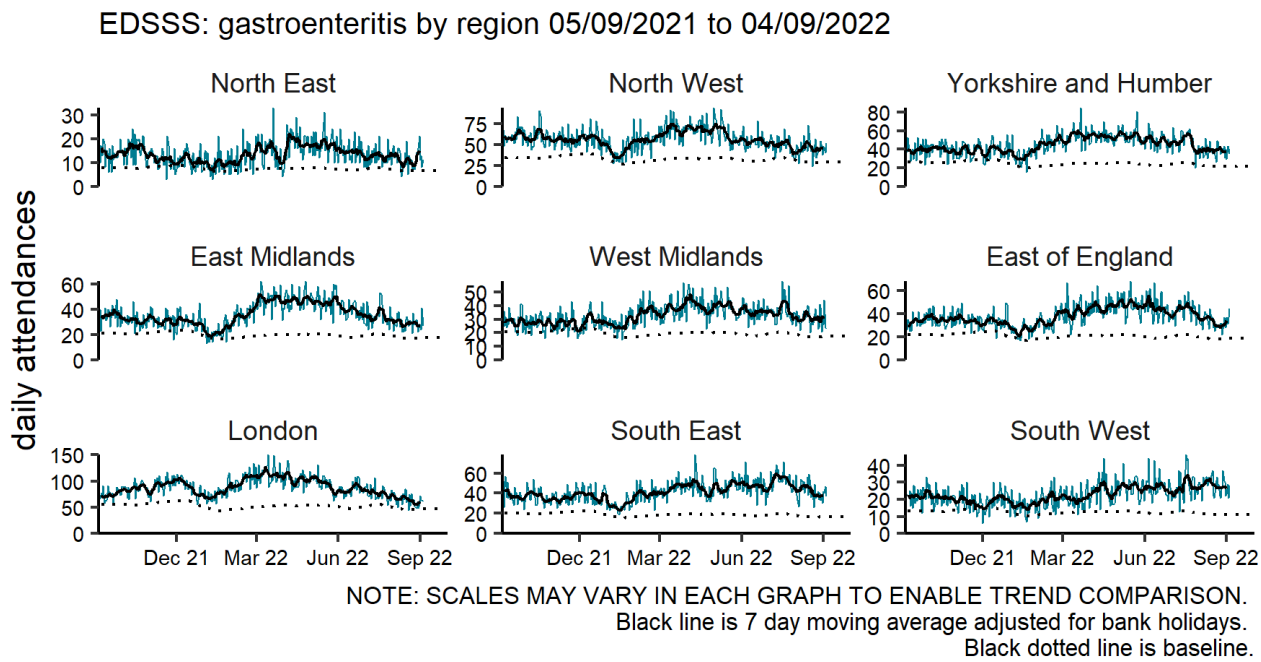 EDSSS: gastroenteritis by region 05/09/2021 to 04/09/2022
daily attendances
North East
30
20
10
0
North West
75
50
25
0
Yorkshire and Humber
80
60
40
20
0
East Midlands
60
40
20
0
West Midlands
50
40
30
20
10
0
East of England
60
40
20
0
London
150
100
50
0
South East
60
40
20
0
South West
40
30
20
10
0
Dec 21 Mar 22 Jun 22 Sep 22
Dec 21 Mar 22 Jun 22 Sep 22
Dec 21 Mar 22 Jun 22 Sep 22
NOTE: SCALES MAY VARY IN EACH GRAPH TO ENABLE TREND COMPARISON.
Black line is 7 day moving average adjusted for bank holidays.
Black dotted line is baseline.